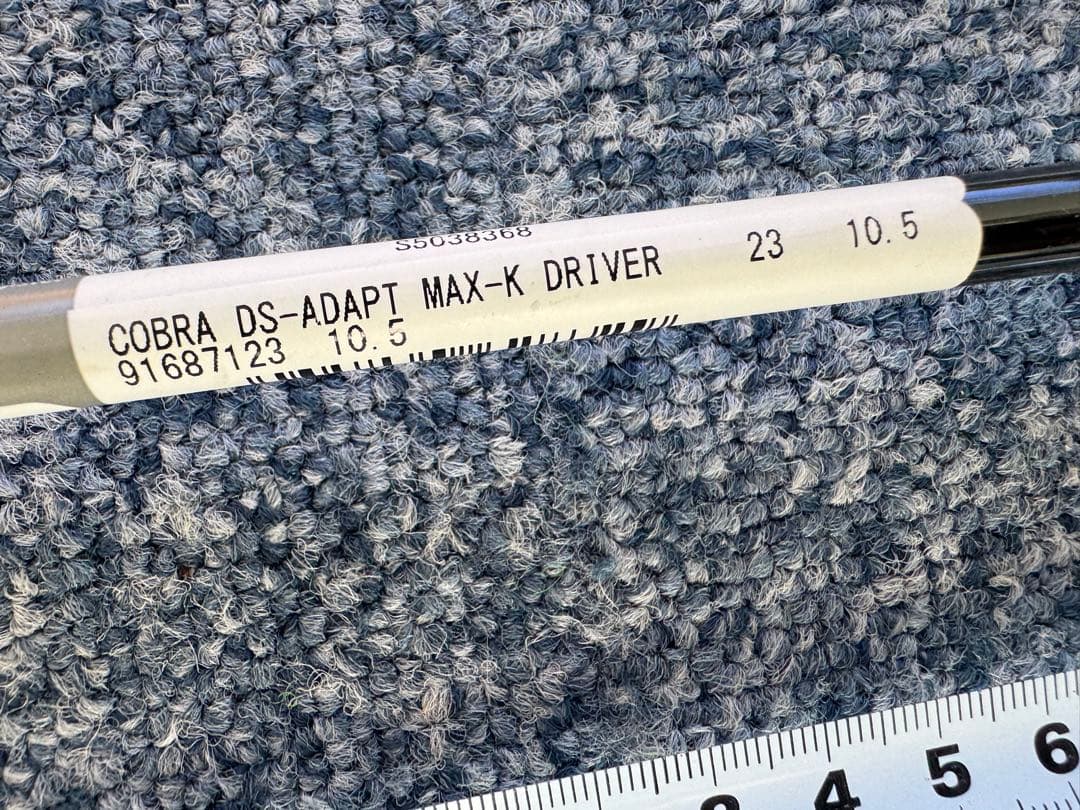 S5038368
COBRA DS-ADAPT MAX-K DRIVER 23 10.5
91687123 10.5
4 5 6